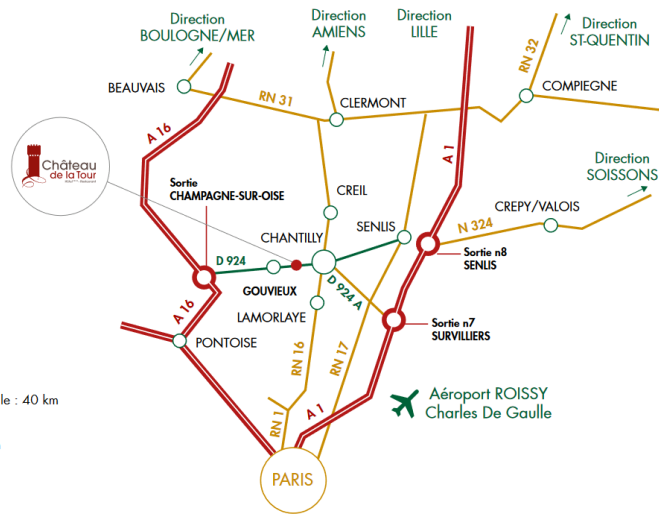 Direction
BOULOGNE/MER
Direction
AMIENS
Direction
LILLE
Direction
ST-QUENTIN
RN 32
BEAUVAIS
RN 31
CLERMONT
COMPIEGNE
A 16
A 1
Château
de la Tour
Sortie
CHAMPAGNE-SUR-OISE
CREIL
Direction
SOISSONS
CREPY/VALOIS
N 324
SENLIS
CHANTILLY
Sortie n8
SENLIS
D 924
GOUVIEUX
D 924 A
LAMORLAYE
A 16
Sortie n7
SURVILLIERS
PONTOISE
RN 16
RN 17
le : 40 km
Aéroport ROISSY
Charles De Gaulle
RN 1
A 1
PARIS